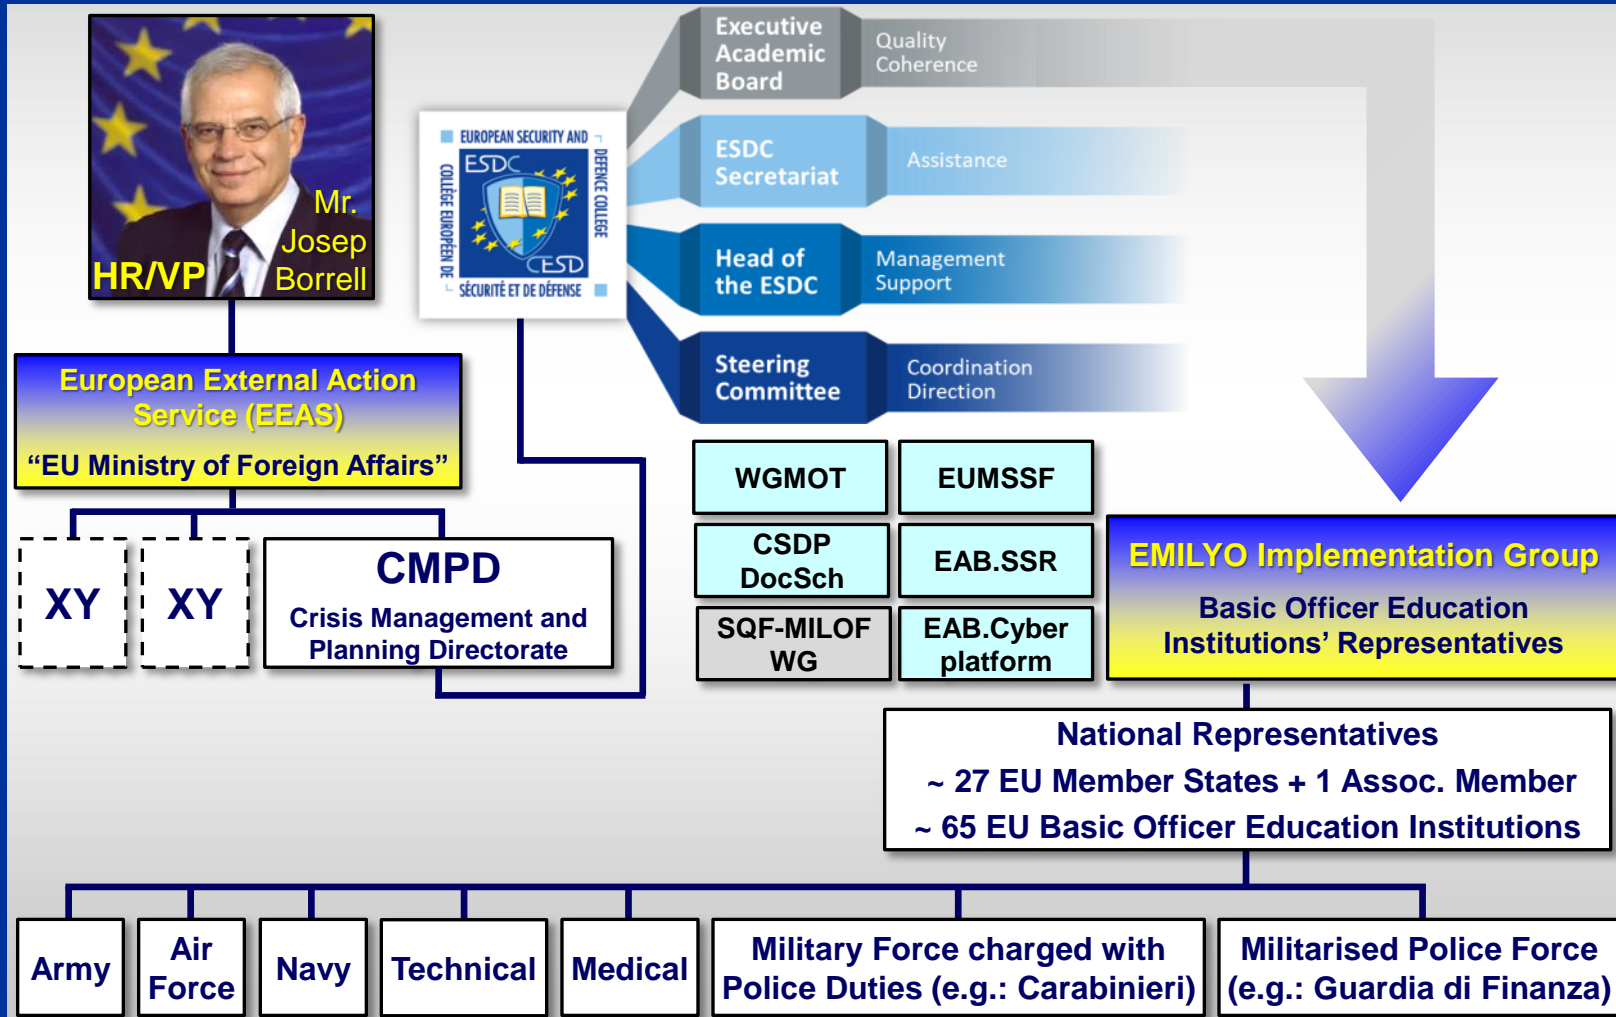 Mr.
Josep
HR/VP Borrell
EUROPEAN SECURITY AND
DEFENCE COLLEGE
COLLÈGE EUROPÉEN DE
SÉCURITÉ ET DE DÉFENSE
ESDC
CESD
Executive
Academic
Board
Quality
Coherence
ESDC
Secretariat
Assistance
Head of
the ESDC
Management
Support
Steering
Committee
Coordination
Direction
European External Action
Service (EEAS)
“EU Ministry of Foreign Affairs”
XY
XY
CMPD
Crisis Management and
Planning Directorate
WGMOT
EUMSSF
CSDP
DocSch
EAB.SSR
SQF-MILOF
WG
EAB.Cyber
platform
EMILYO Implementation Group
Basic Officer Education
Institutions’ Representatives
National Representatives
~ 27 EU Member States + 1 Assoc. Member
~ 65 EU Basic Officer Education Institutions
Army
Air
Force
Navy
Technical
Medical
Military Force charged with
Police Duties (e.g.: Carabinieri)
Militarised Police Force
(e.g.: Guardia di Finanza)